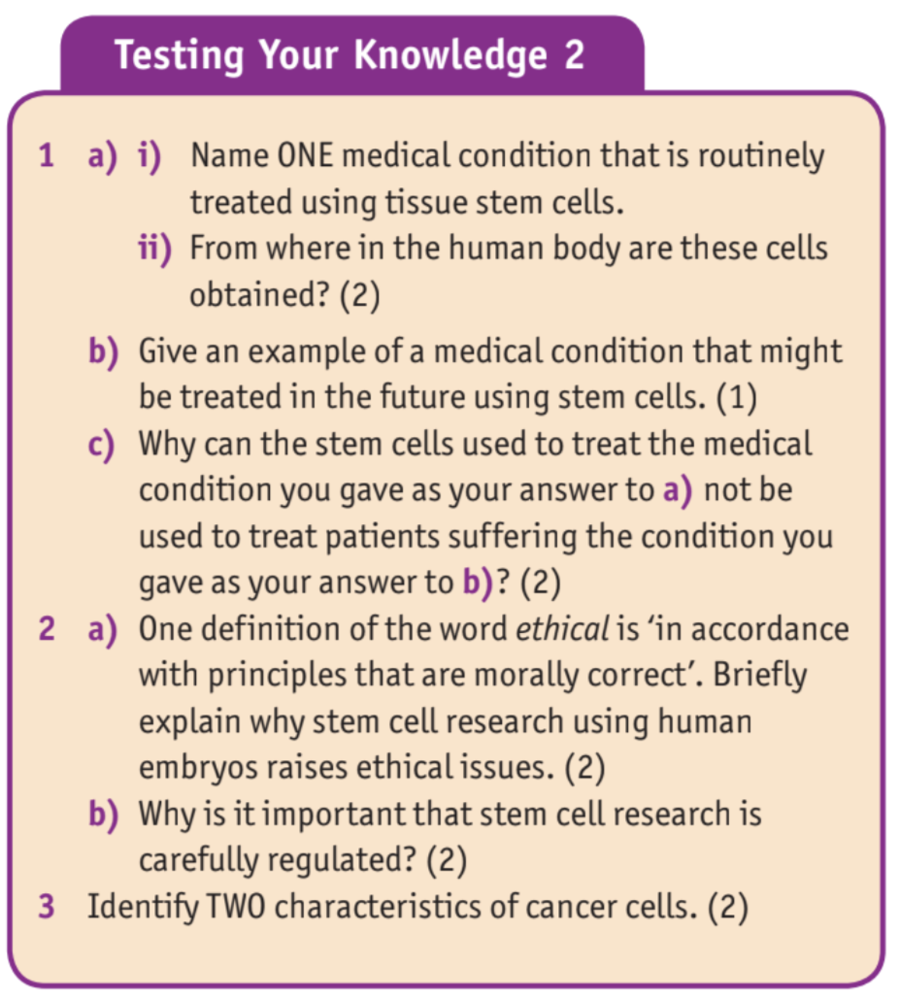 Testing Your Knowledge 2
1 a) i) Name ONE medical condition that is routinely
treated using tissue stem cells.
ii) From where in the human body are these cells
obtained? (2)
b) Give an example of a medical condition that might
be treated in the future using stem cells. (1)
c) Why can the stem cells used to treat the medical
condition you gave as your answer to a) not be
used to treat patients suffering the condition you
gave as your answer to b)? (2)
2 a) One definition of the word ethical is ‘in accordance
with principles that are morally correct’. Briefly
explain why stem cell research using human
embryos raises ethical issues. (2)
b) Why is it important that stem cell research is
carefully regulated? (2)
3 Identify TWO characteristics of cancer cells. (2)